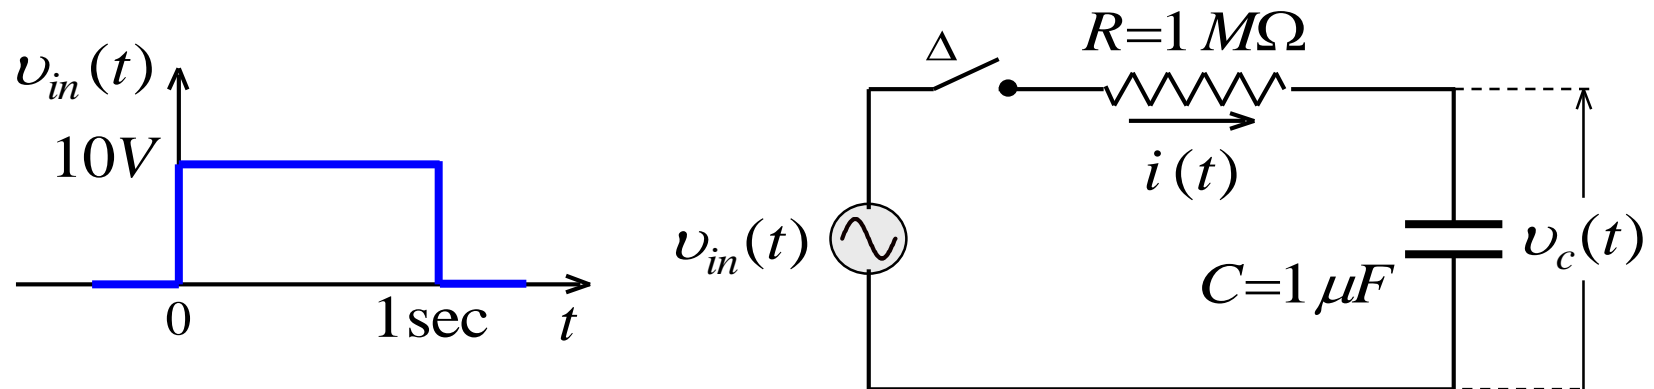 υin(t)
10V
0
1sec
t
Δ
R=1 MΩ
i(t)
υin(t)
C=1 μF
υc(t)